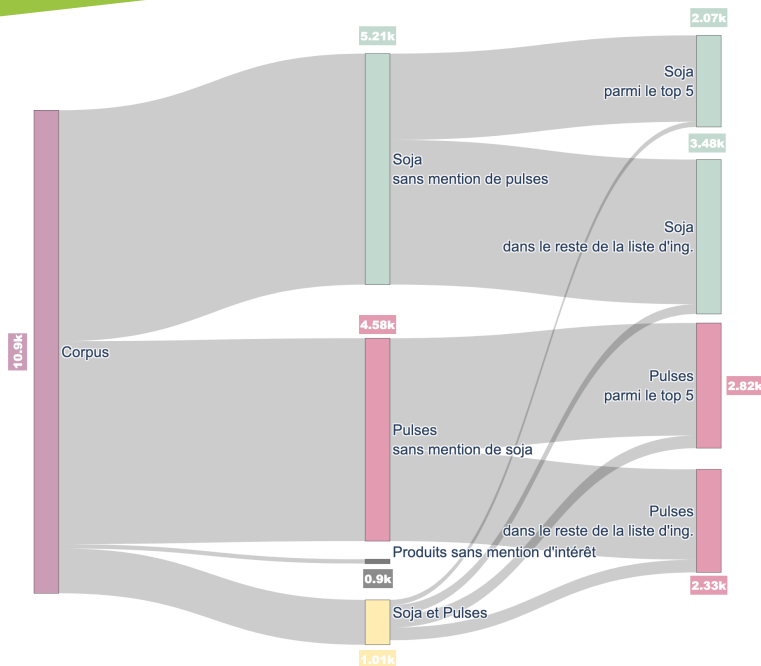 5.21k
2.07k
Soja
parmi le top 5
3.48k
Soja
sans mention de pulses
Soja
dans le reste de la liste d'ing.
4.58k
10.9k
Corpus
Pulses
parmi le top 5
2.82k
Pulses
sans mention de soja
Pulses
dans le reste de la liste d'ing.
Produits sans mention d'intérêt
0.9k
2.33k
Soja et Pulses
1.01k